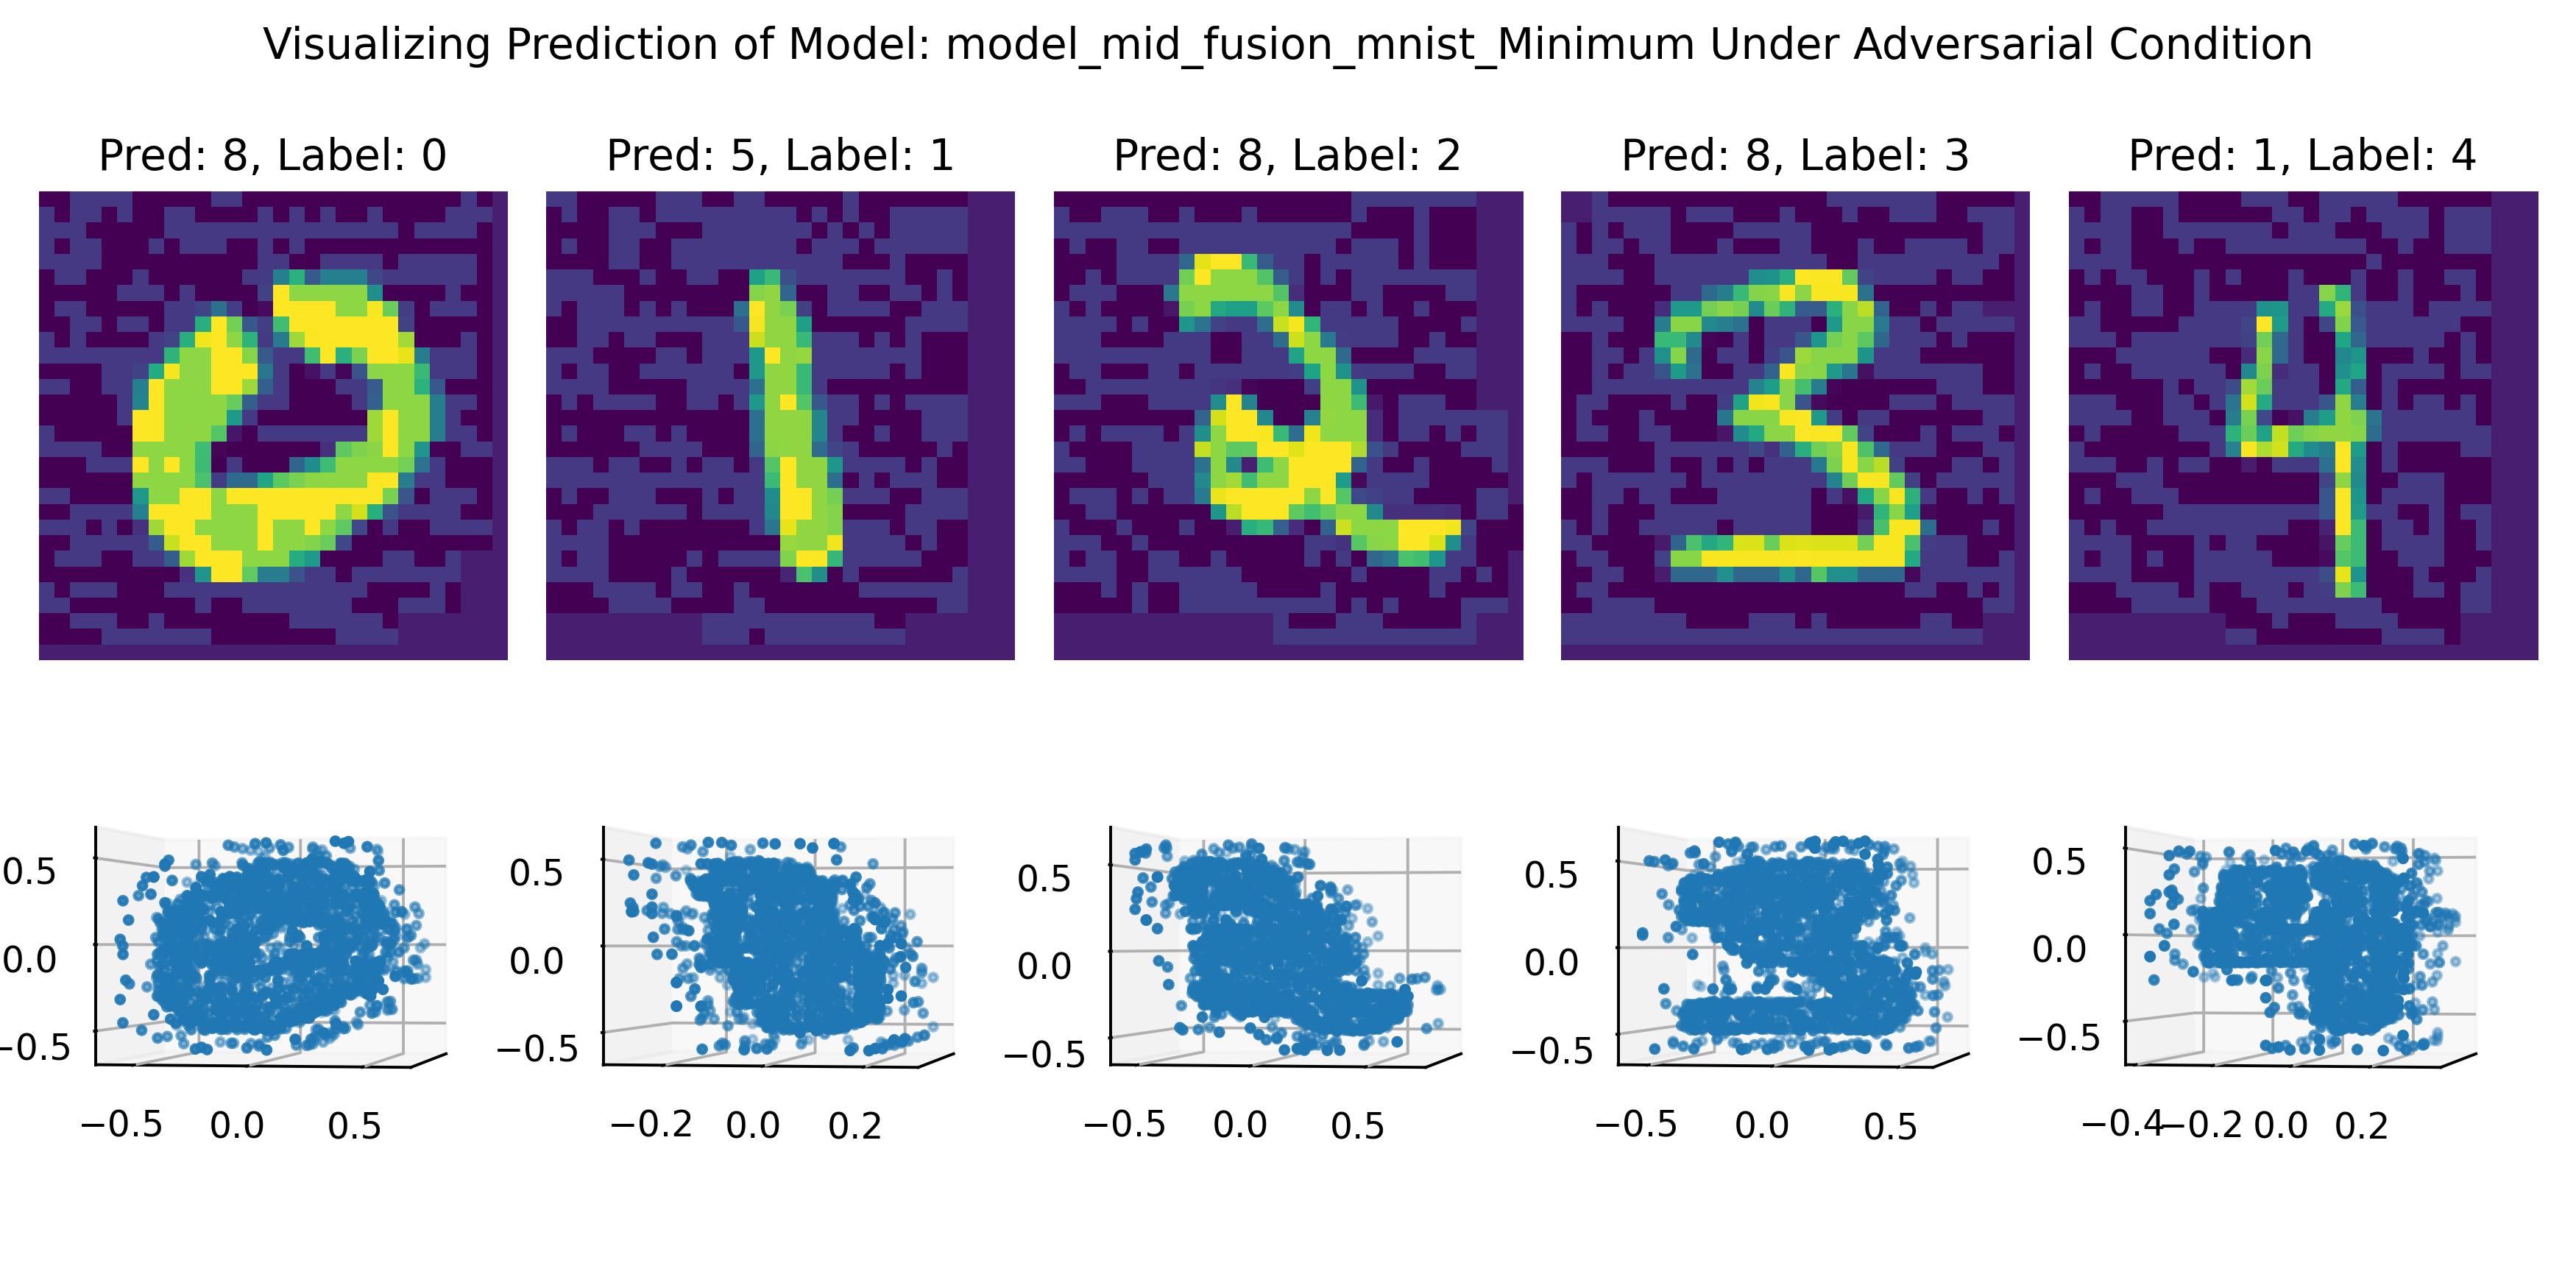 Visualizing Prediction of Model: model_mid_fusion_mnist_Minimum Under Adversarial Condition
Pred: 8, Label: 0
Pred: 5, Label: 1
Pred: 8, Label: 2
Pred: 8, Label: 3
Pred: 1, Label: 4
0.5
0.0
−0.5
−0.5 0.0 0.5
0.5
0.0
−0.5
−0.2 0.0 0.2
0.5
0.0
−0.5
−0.5 0.0 0.5
0.5
0.0
−0.5
−0.5 0.0 0.5
0.5
0.0
−0.5
−0.4 −0.2 0.0 0.2